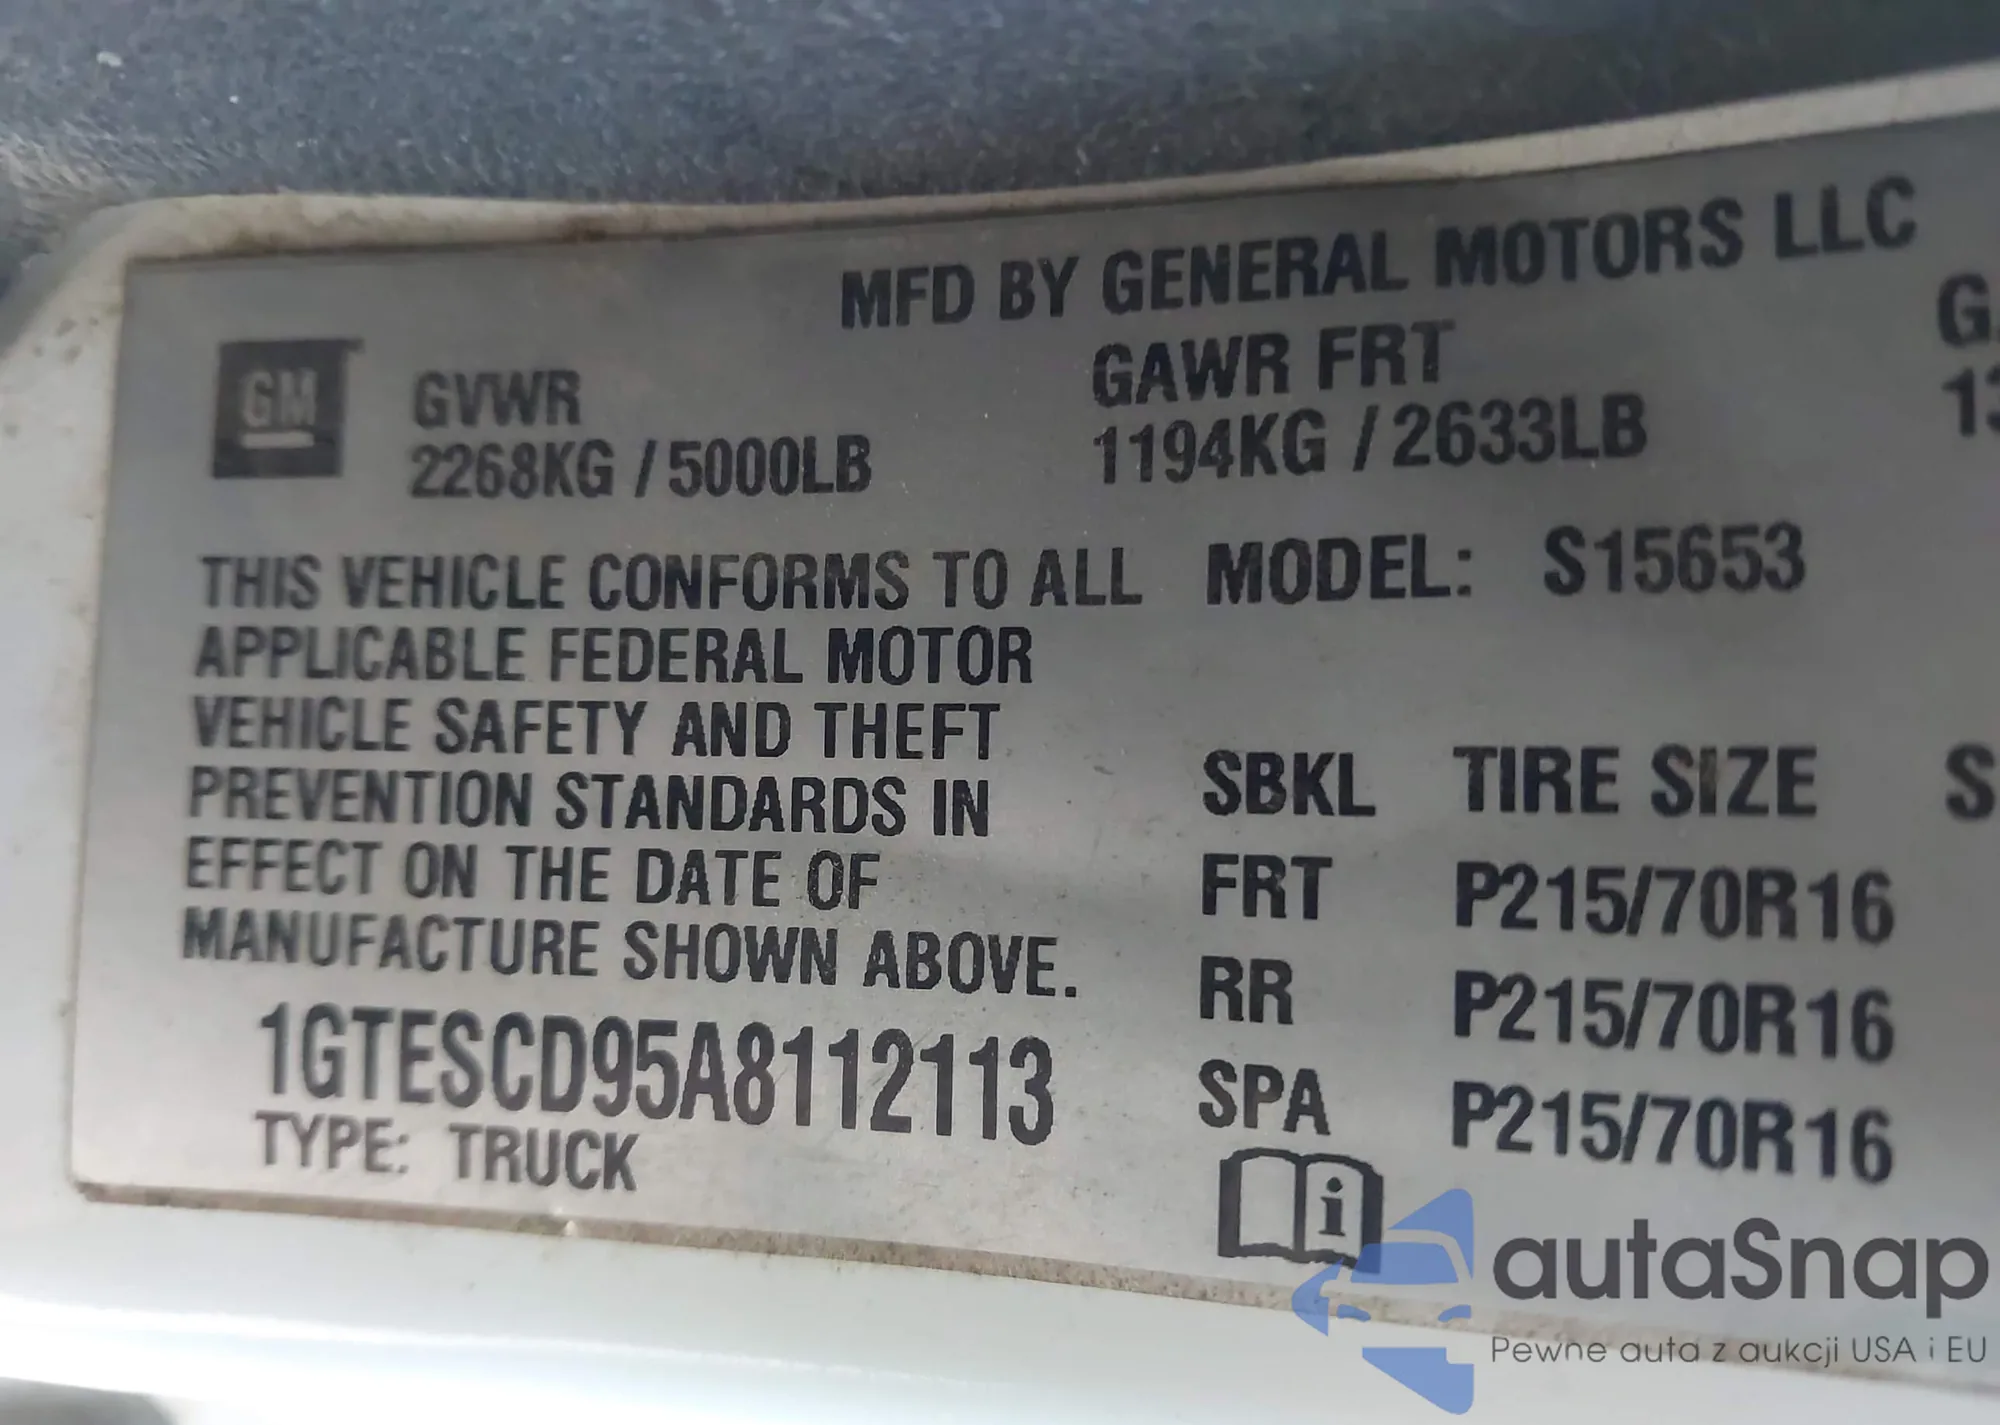 MFD BY GENERAL MOTORS LLC
GM
GVWR
2268KG / 5000LB
GAWR FRT
1194KG / 2633LB
THIS VEHICLE CONFORMS TO ALL
APPLICABLE FEDERAL MOTOR
VEHICLE SAFETY AND THEFT
PREVENTION STANDARDS IN
EFFECT ON THE DATE OF
MANUFACTURE SHOWN ABOVE.
1GTESCD95A8112113
TYPE: TRUCK
MODEL: S15653
SBKL TIRE SIZE S
FRT P215/70R16
RR P215/70R16
SPA P215/70R16
i
autaSnap
Pewne auta z aukcji USA i EU